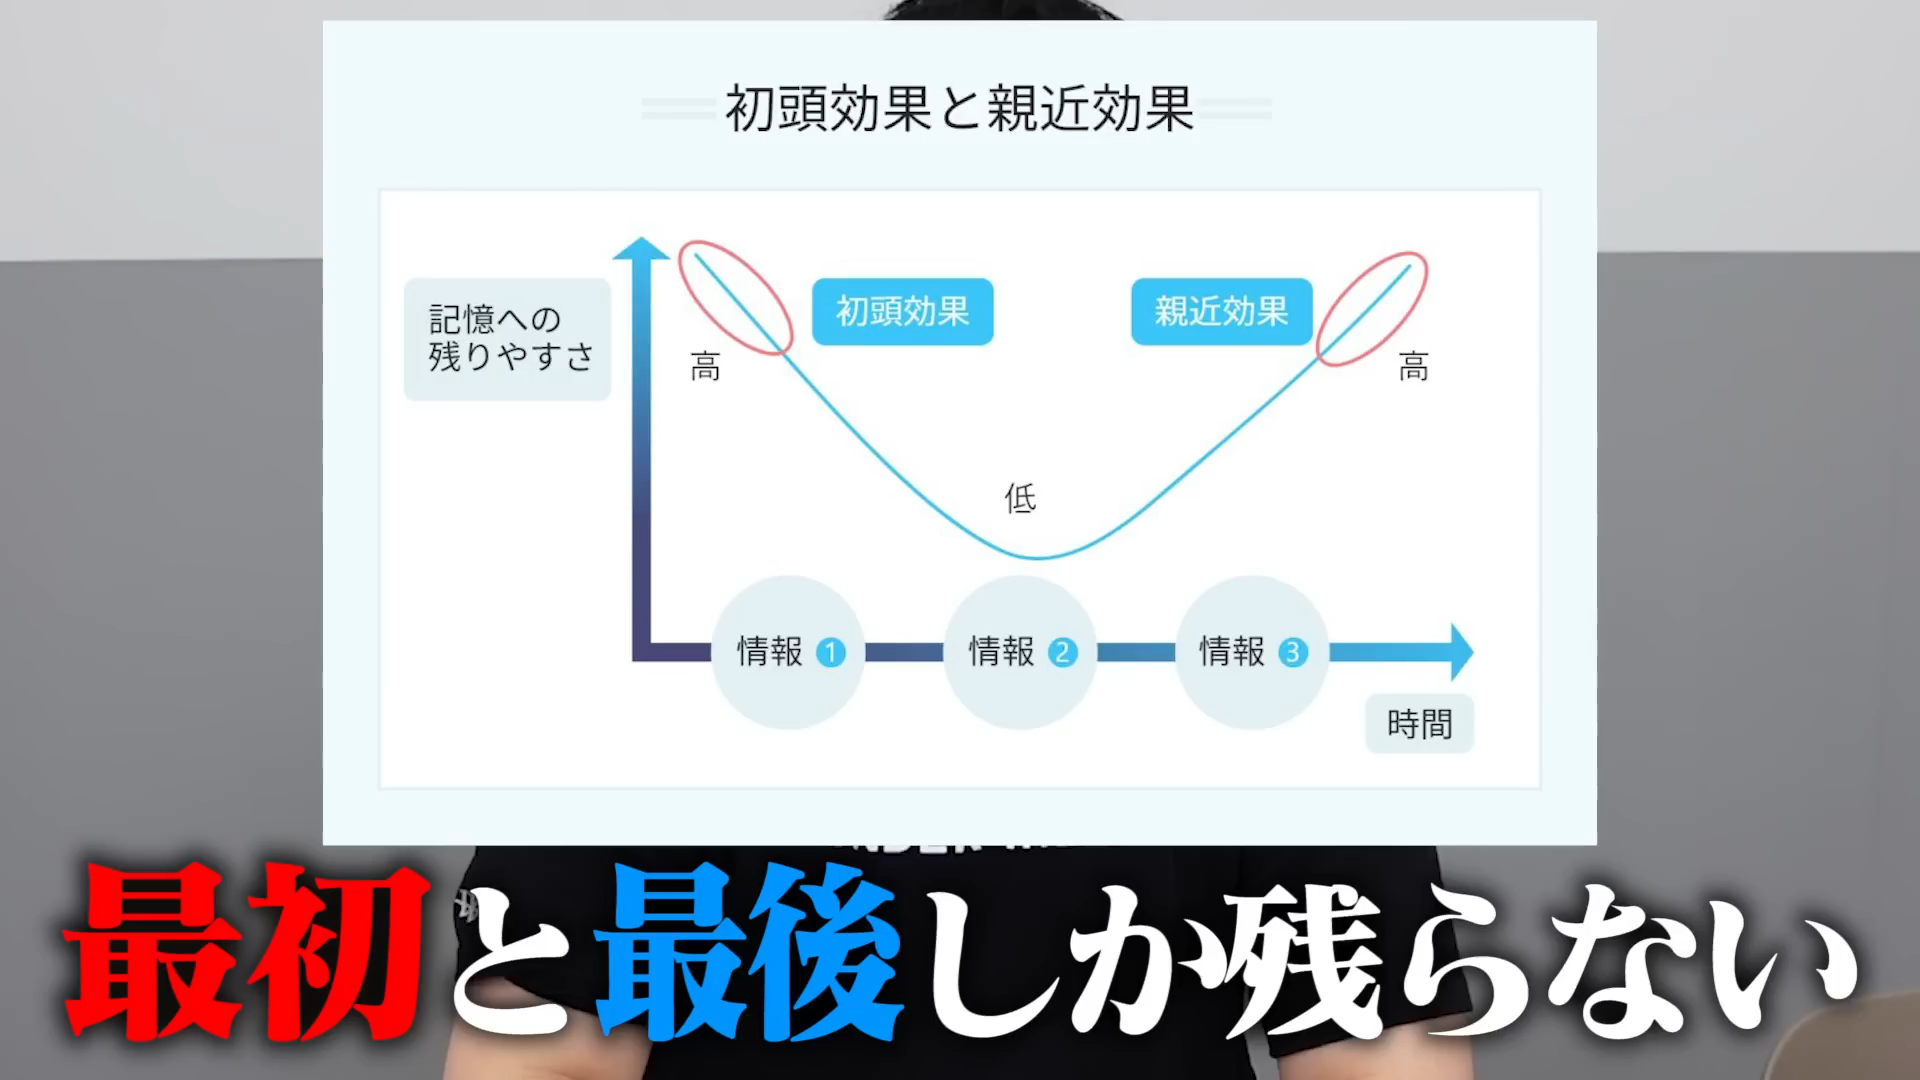 初頭効果と親近効果
記憶への
残りやすさ
初頭効果
親近効果
高
高
低
情報 1
情報 2
情報 3
時間
最初と最後しか残らない